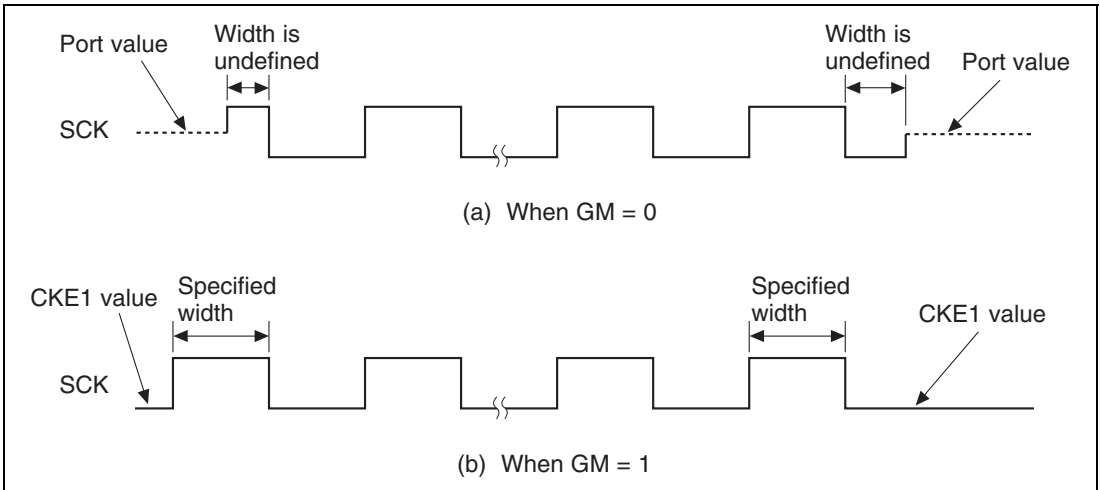 Port value
Width is
undefined
Width is
undefined
Port value
SCK
(a) When GM = 0
CKE1 value
Specified
width
Specified
width
CKE1 value
SCK
(b) When GM = 1